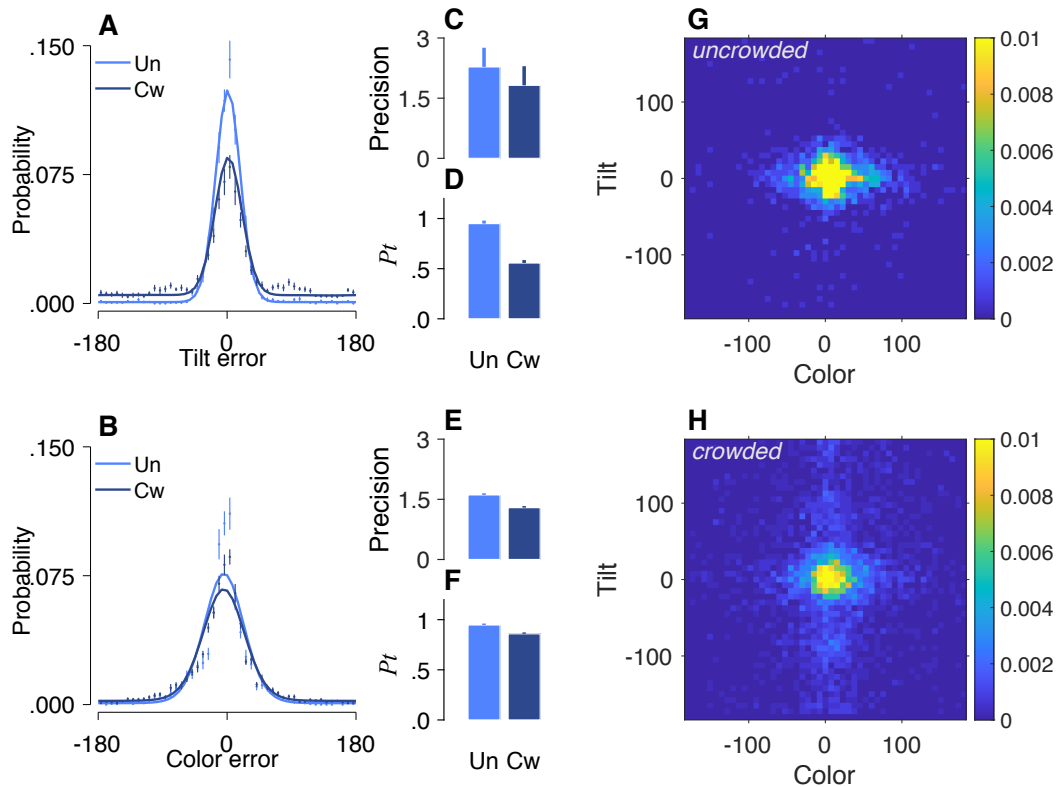 A
.150
Un
Cw
Probability
.075
.000
-180
0
180
Tilt error
C
3
Precision
1.5
0
D
1
Pt
.5
.0
Un Cw
G
uncrowded
100
Tilt
0
-100
-100
0
100
Color
0.01
0.008
0.006
0.004
0.002
0
B
.150
Un
Cw
Probability
.075
.000
-180
0
180
Color error
E
3
Precision
1.5
0
F
1
Pt
.5
.0
Un Cw
H
crowded
100
Tilt
0
-100
-100
0
100
Color
0.01
0.008
0.006
0.004
0.002
0